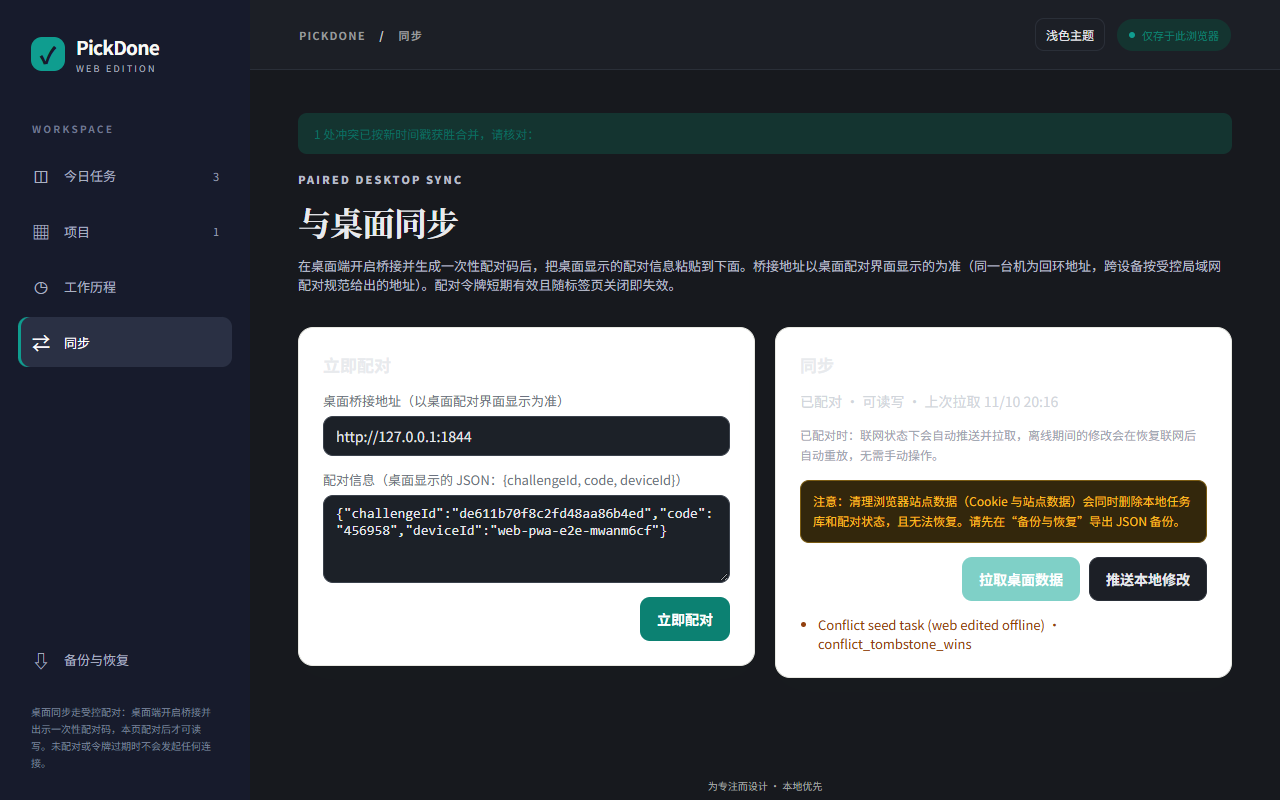 PickDone
WEB EDITION
WORKSPACE
今日任务 3
项目 1
工作历程
同步
备份与恢复
桌面同步走受控配对：桌面端开启桥接并
出示一次性配对码，本页配对后才可读
写。未配对或令牌过期时不会发起任何连
接。
PICKDONE / 同步
浅色主题
仅存于此浏览器
1 处冲突已按新时间戳获胜合并，请核对：
PAIRED DESKTOP SYNC
与桌面同步
在桌面端开启桥接并生成一次性配对码后，把桌面显示的配对信息粘贴到下面。桥接地址以桌面配对界面显示的为准（同一台机为回环地址，跨设备按受控局域网
配对规范给出的地址）。配对令牌短期有效且随标签页关闭即失效。
立即配对
桌面桥接地址（以桌面配对界面显示为准）
http://127.0.0.1:1844
配对信息（桌面显示的 JSON：{challengeId, code, deviceId}）
{"challengeId":"de611b70f8c2fd48aa86b4ed","code":
"456958","deviceId":"web-pwa-e2e-mwanm6cf"}
立即配对
同步
已配对 · 可读写 · 上次拉取 11/10 20:16
已配对时：联网状态下会自动推送并拉取，离线期间的修改会在恢复联网后
自动重放，无需手动操作。
注意：清理浏览器站点数据（Cookie 与站点数据）会同时删除本地任务
库和配对状态，且无法恢复。请先在“备份与恢复”导出 JSON 备份。
拉取桌面数据
推送本地修改
Conflict seed task (web edited offline) ·
conflict_tombstone_wins
为专注而设计 · 本地优先